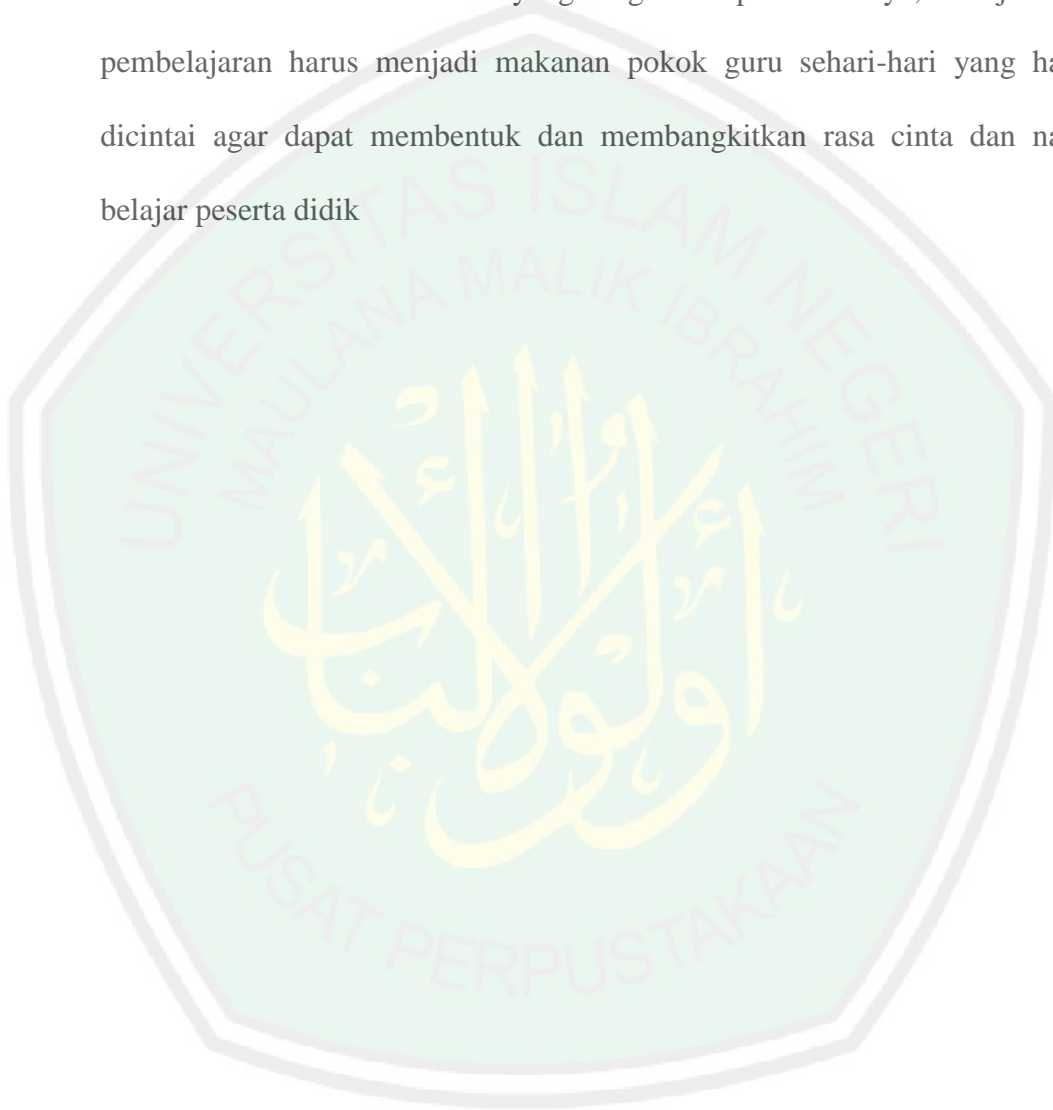 pembelajaran harus menjadi makanan pokok guru sehari-hari yang
dicintai agar dapat membentuk dan membangkitkan rasa cinta dan
belajar peserta didik
UNIVERSITAS ISLAM NEGERI
MAULANA MALIK IBRAHIM
أولوا الألباب
PUSAT PERPUSTAKAAN